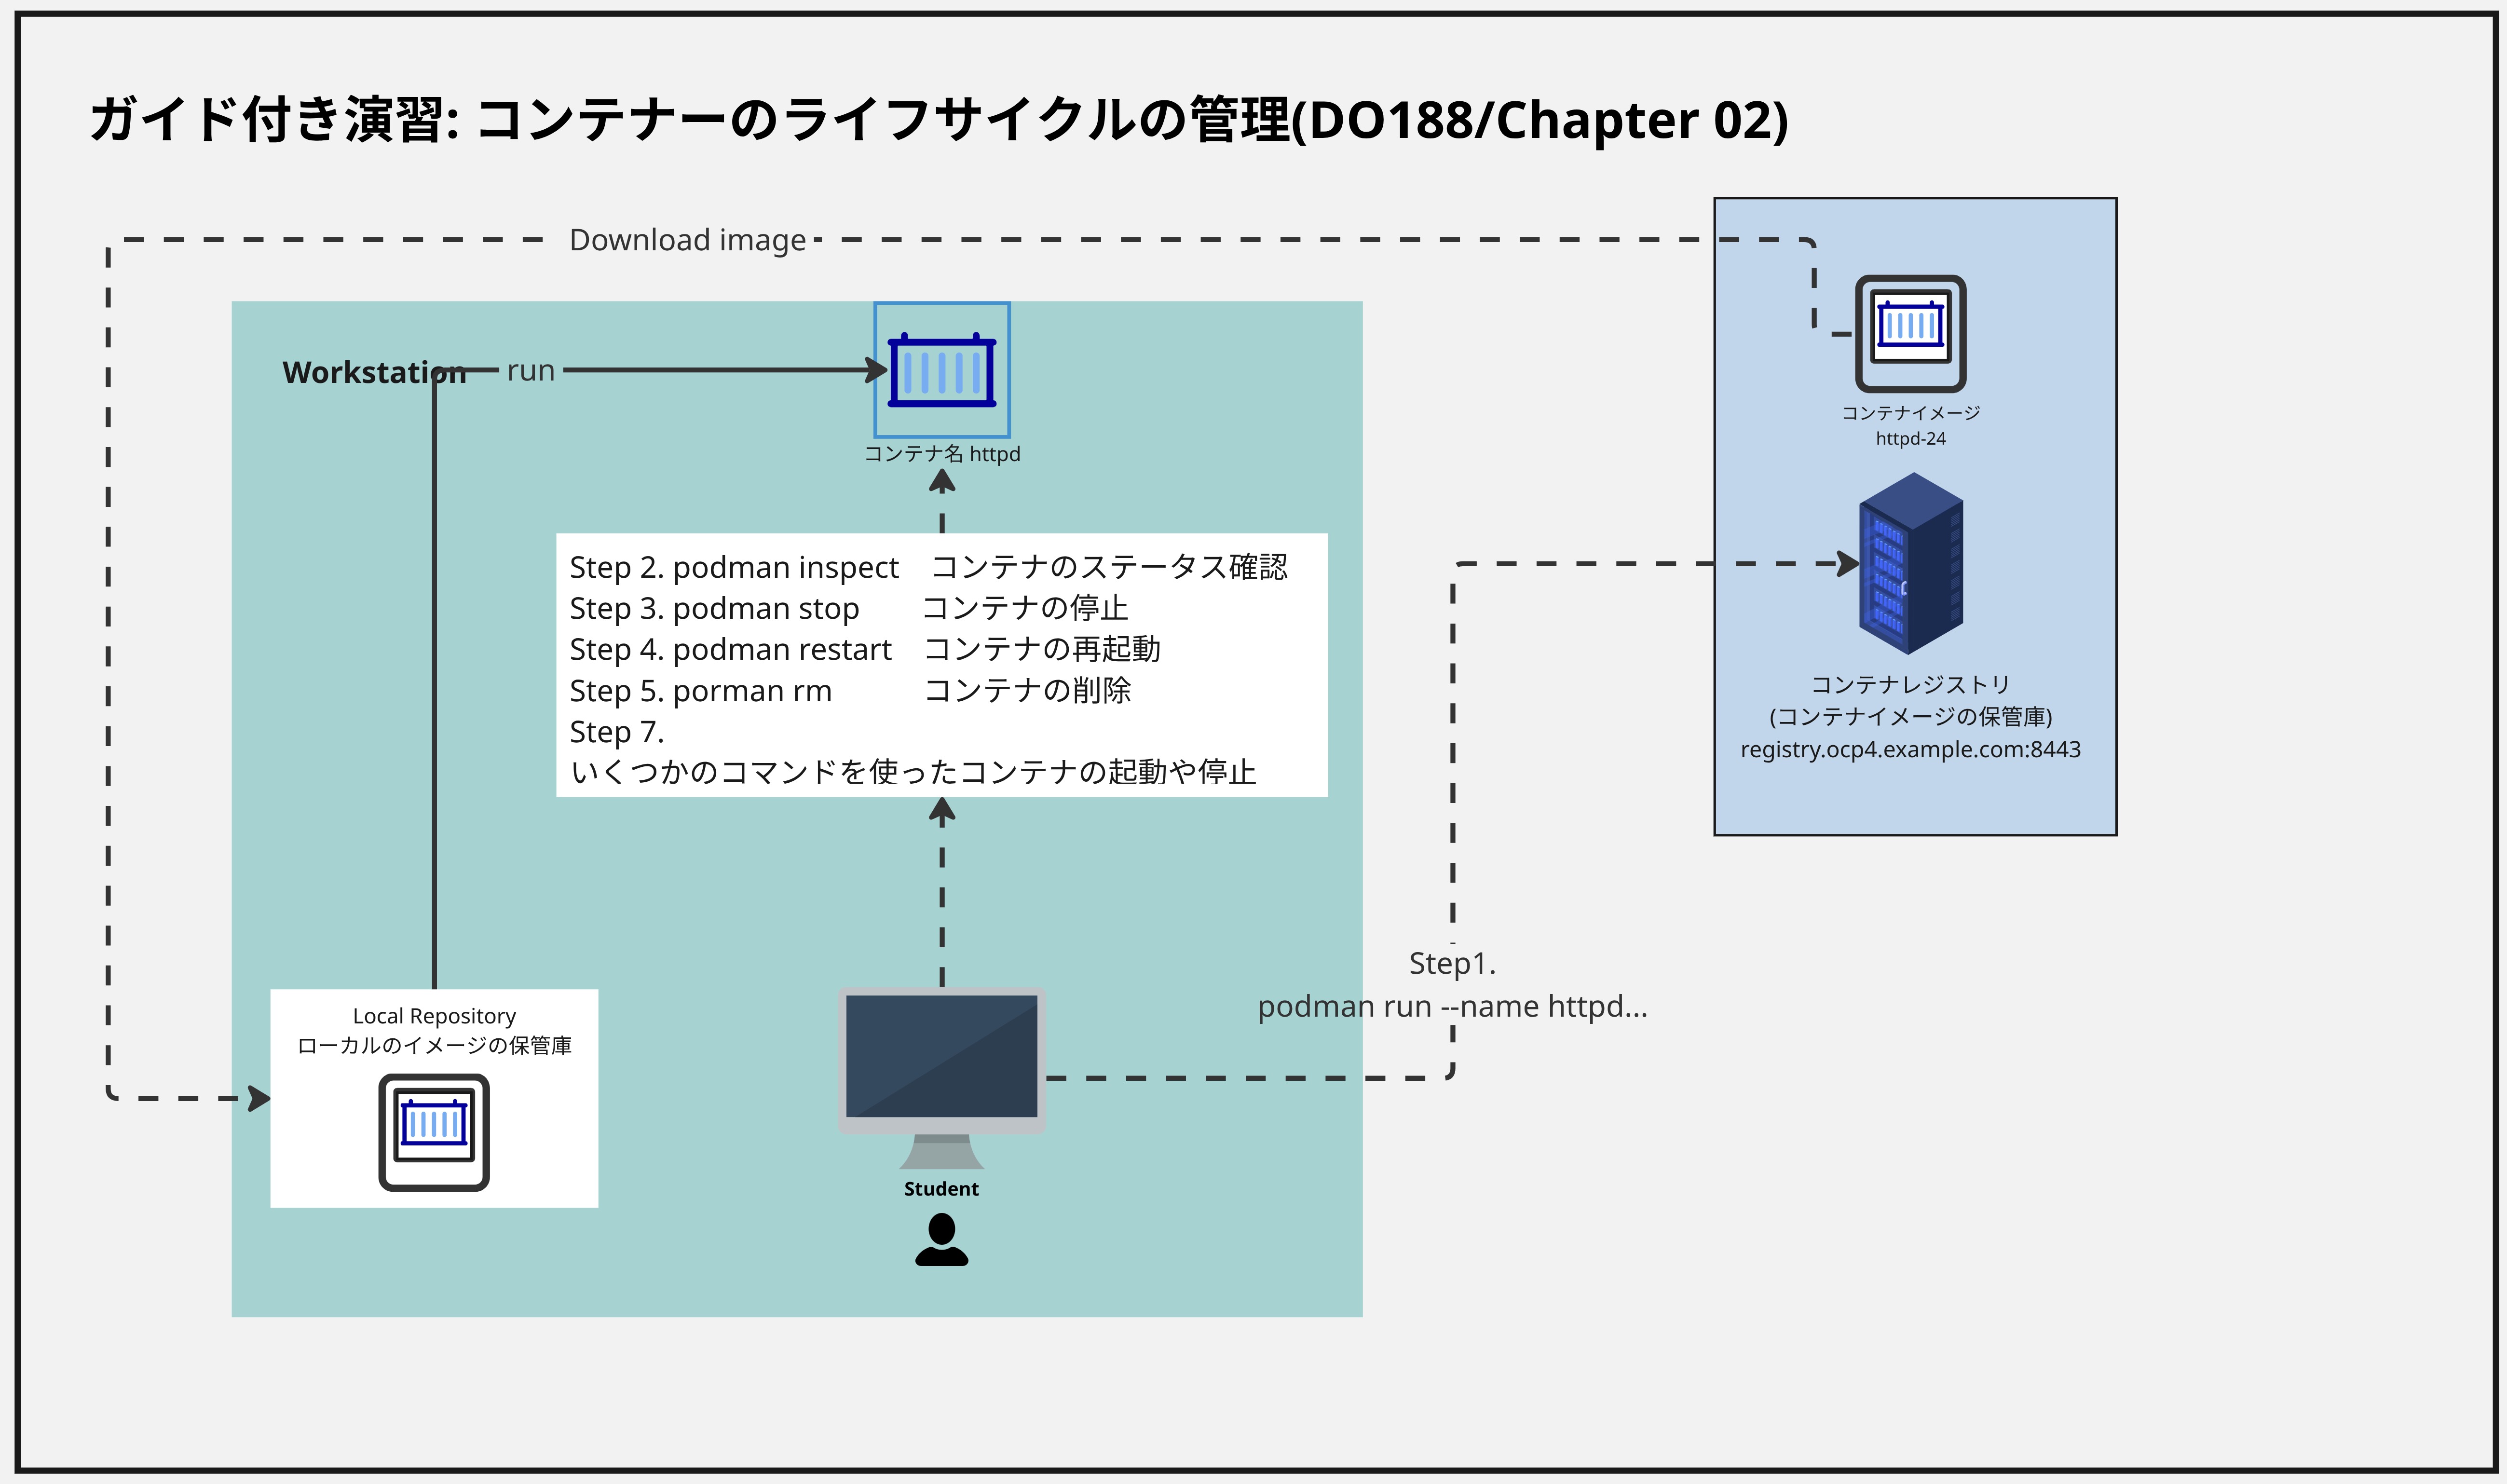 ガイド付き演習: コンテナーのライフサイクルの管理(DO188/Chapter 02)
Download image
Workstation
run
コンテナ名 httpd
Step 2. podman inspect　コンテナのステータス確認
Step 3. podman stop　　コンテナの停止
Step 4. podman restart　コンテナの再起動
Step 5. porman rm　　　コンテナの削除
Step 7.
いくつかのコマンドを使ったコンテナの起動や停止
コンテナイメージ
httpd-24
コンテナレジストリ
(コンテナイメージの保管庫)
registry.ocp4.example.com:8443
Step1.
podman run --name httpd...
Local Repository
ローカルのイメージの保管庫
Student